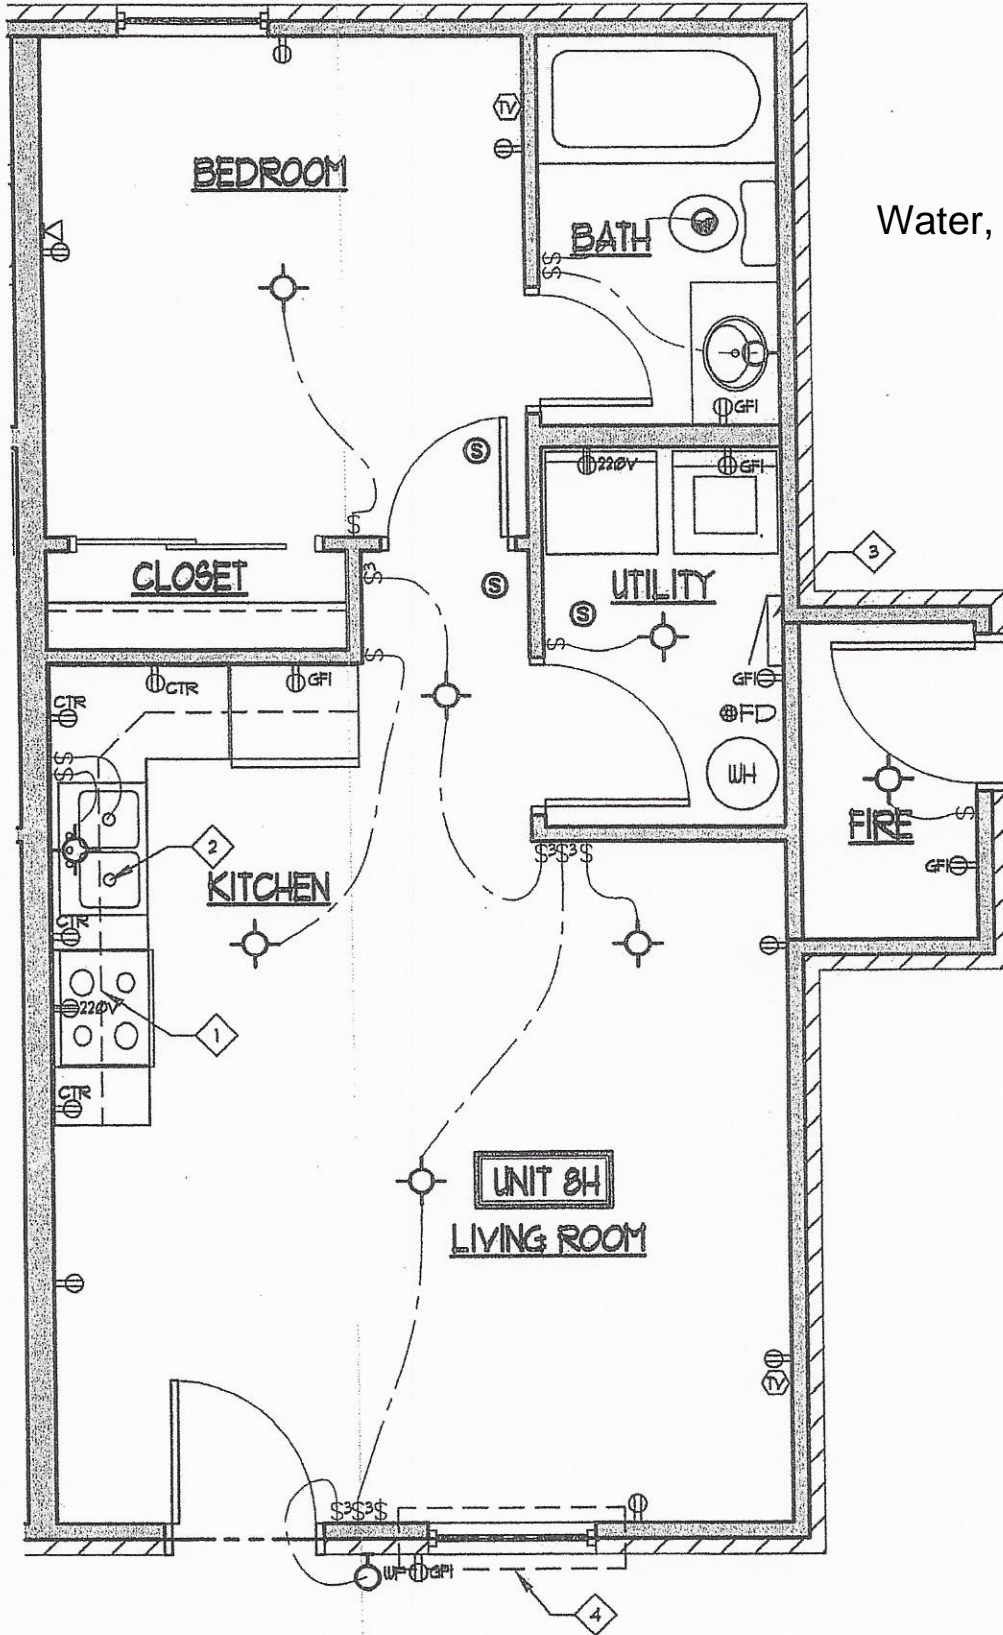 TV
BEDROOM
Water,
BATH
$
$
GFI
S
220V
GFI
$
3
CLOSET
$3
S
UTILITY
S
$
$
CTR
GFI
CTR
GFI
FD
$
$
WH
FIRE
$
2
KITCHEN
$3$3$
GFI
CTR
220V
1
CTR
UNIT 8H
LIVING ROOM
TV
$3$3$
WP GFI
4